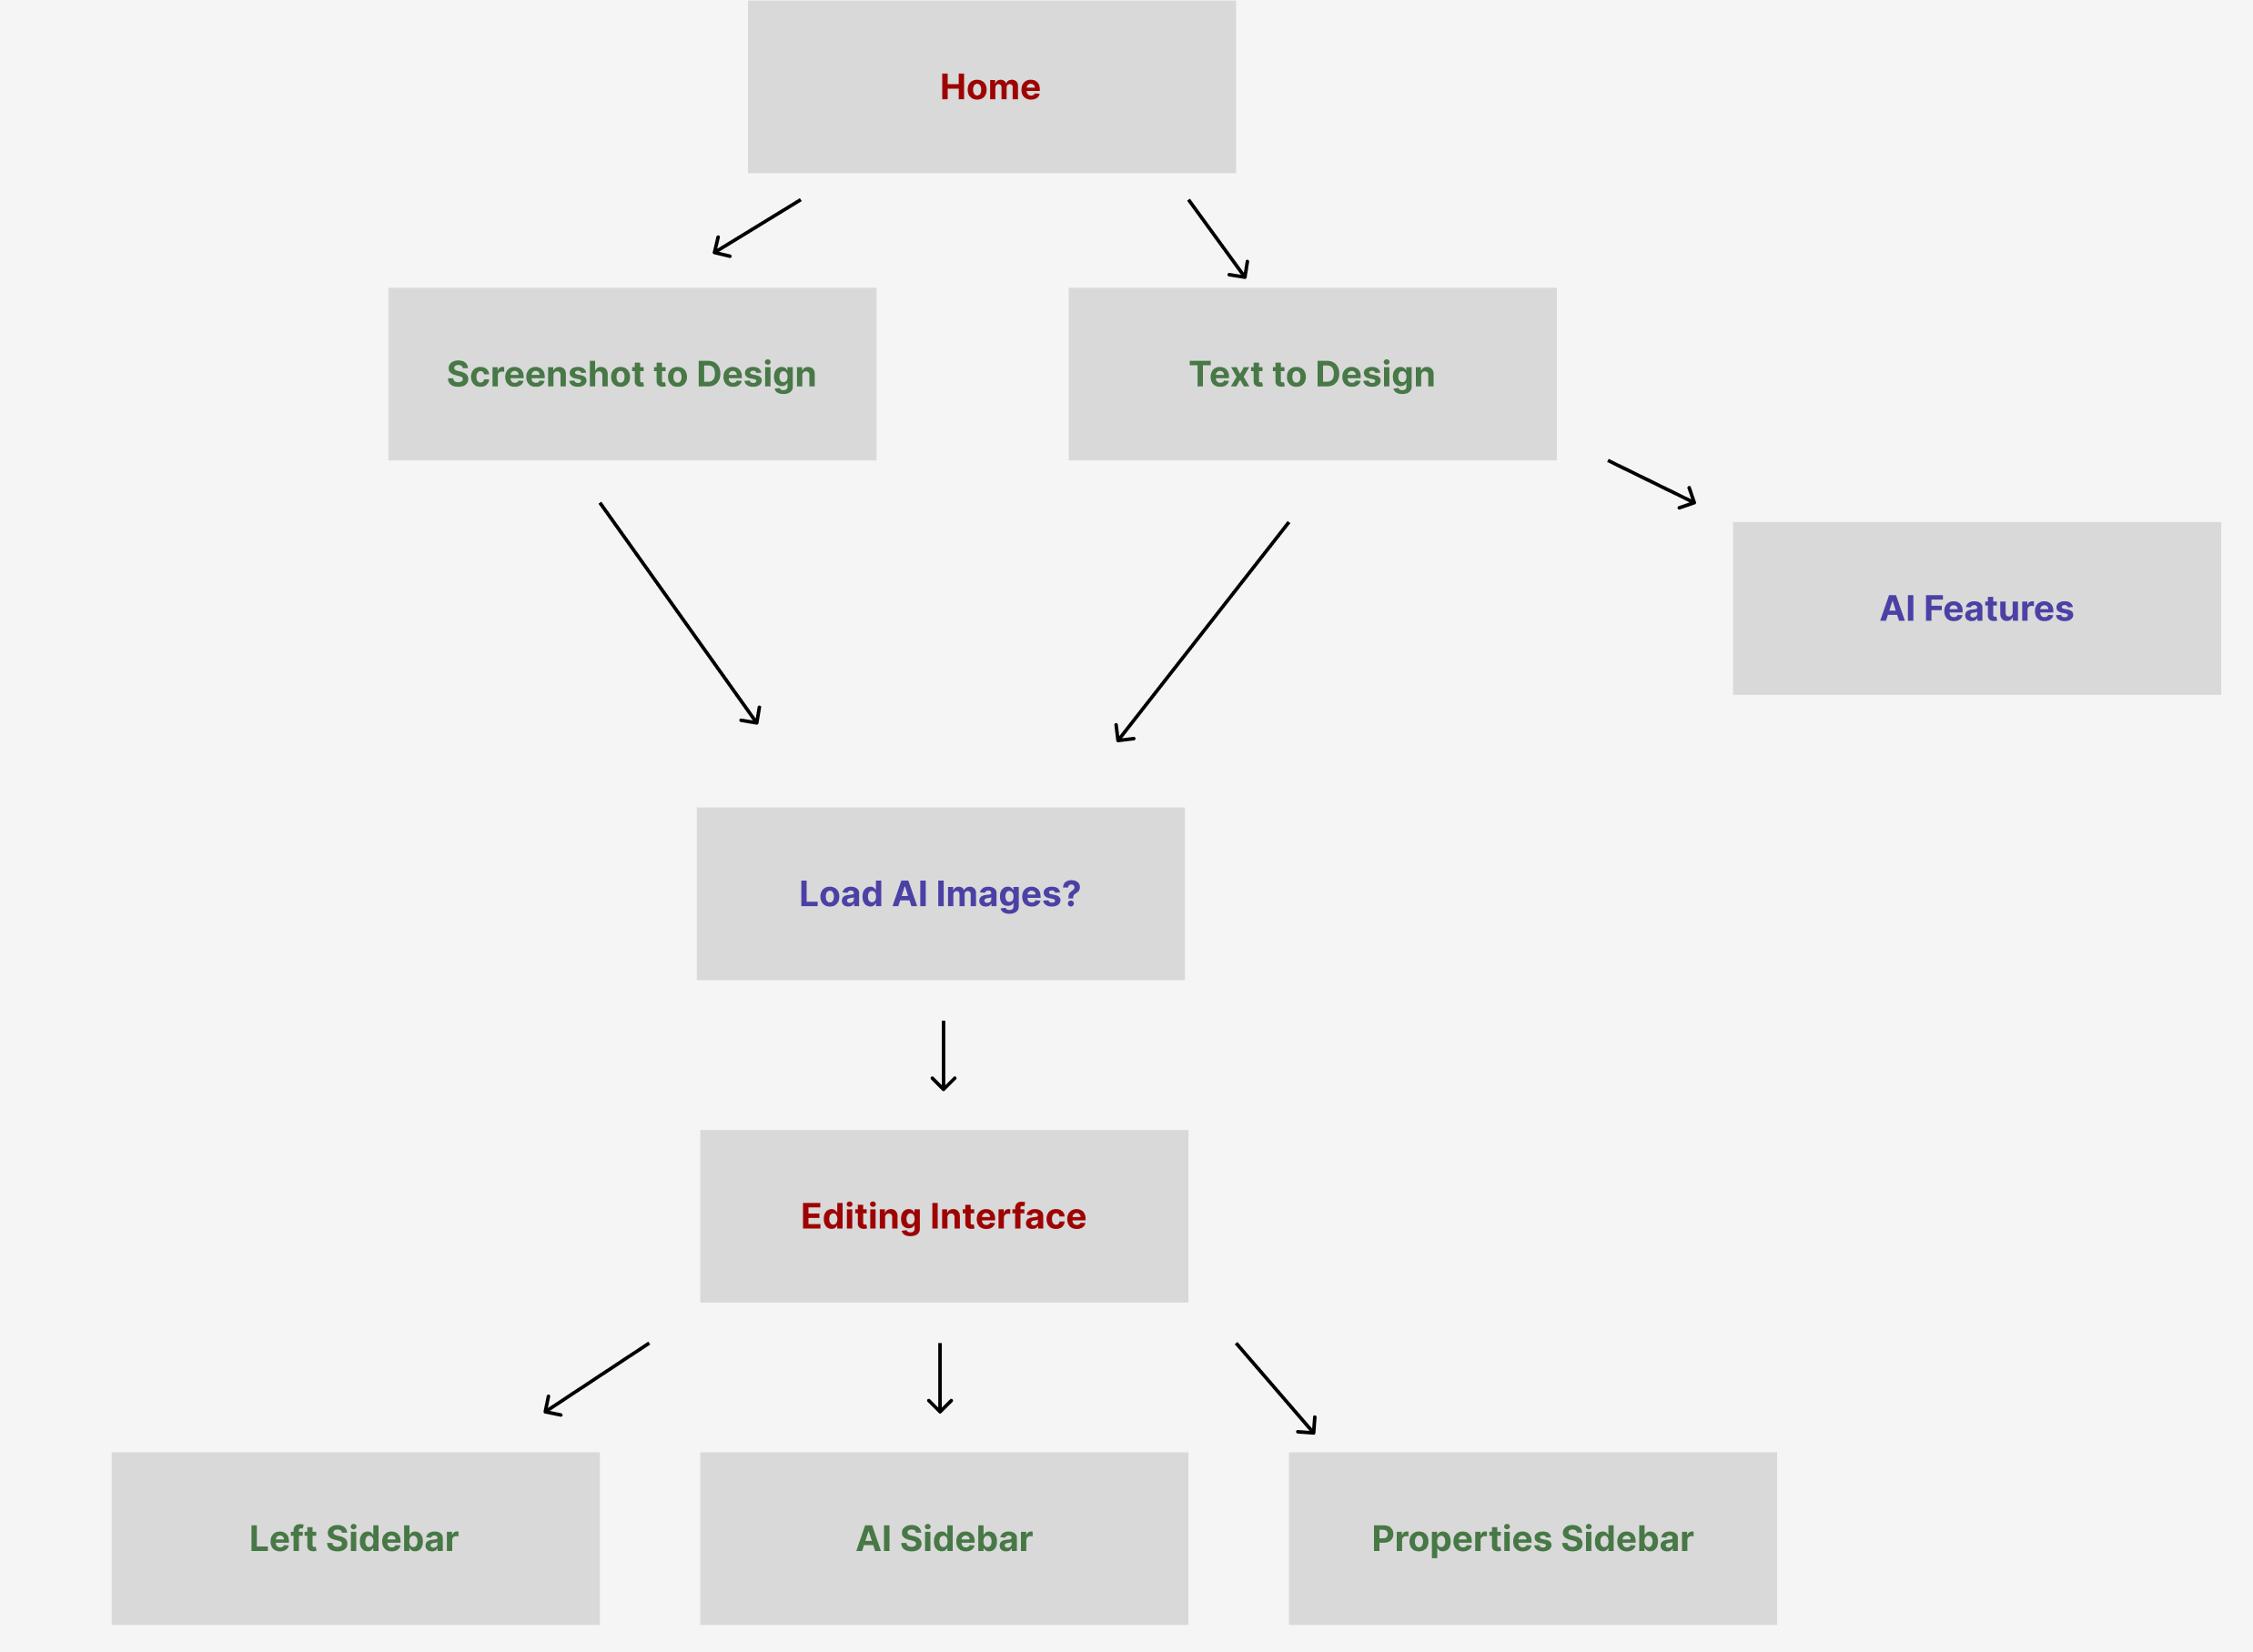 Home
Screenshot to Design
Text to Design
AI Features
Load AI Images?
Editing Interface
Left Sidebar
AI Sidebar
Properties Sidebar